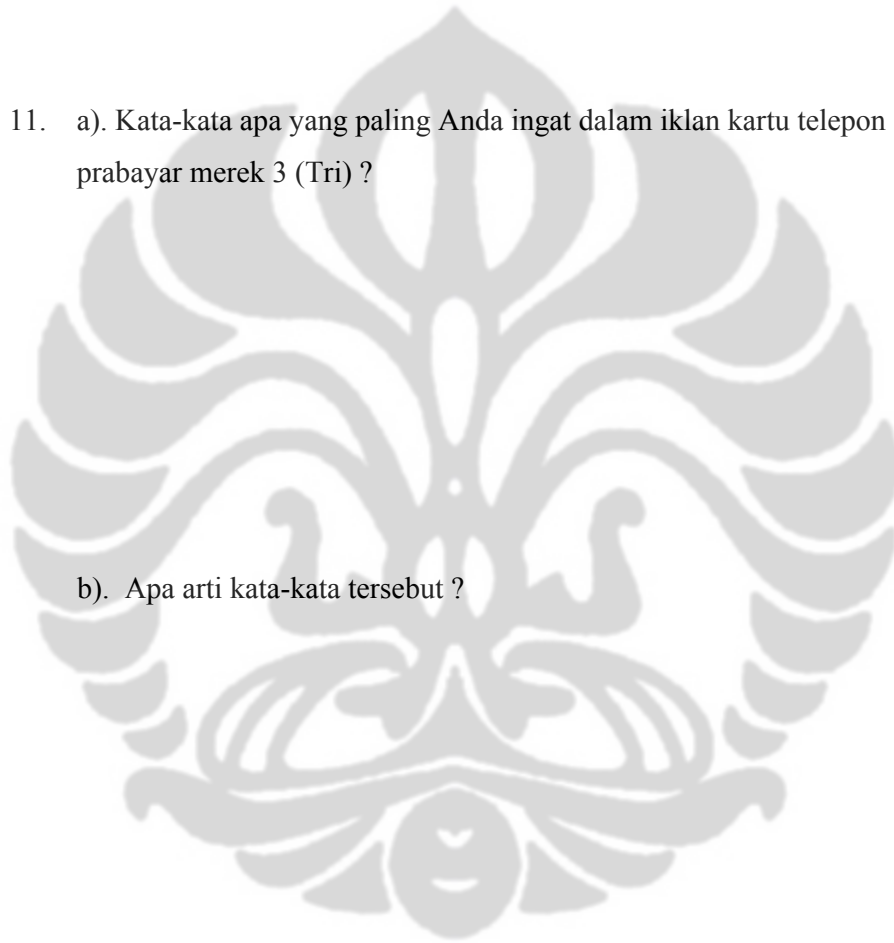 11. a). Kata-kata apa yang paling Anda ingat dalam iklan kartu telepon
prabayar merek 3 (Tri) ?
b). Apa arti kata-kata tersebut ?